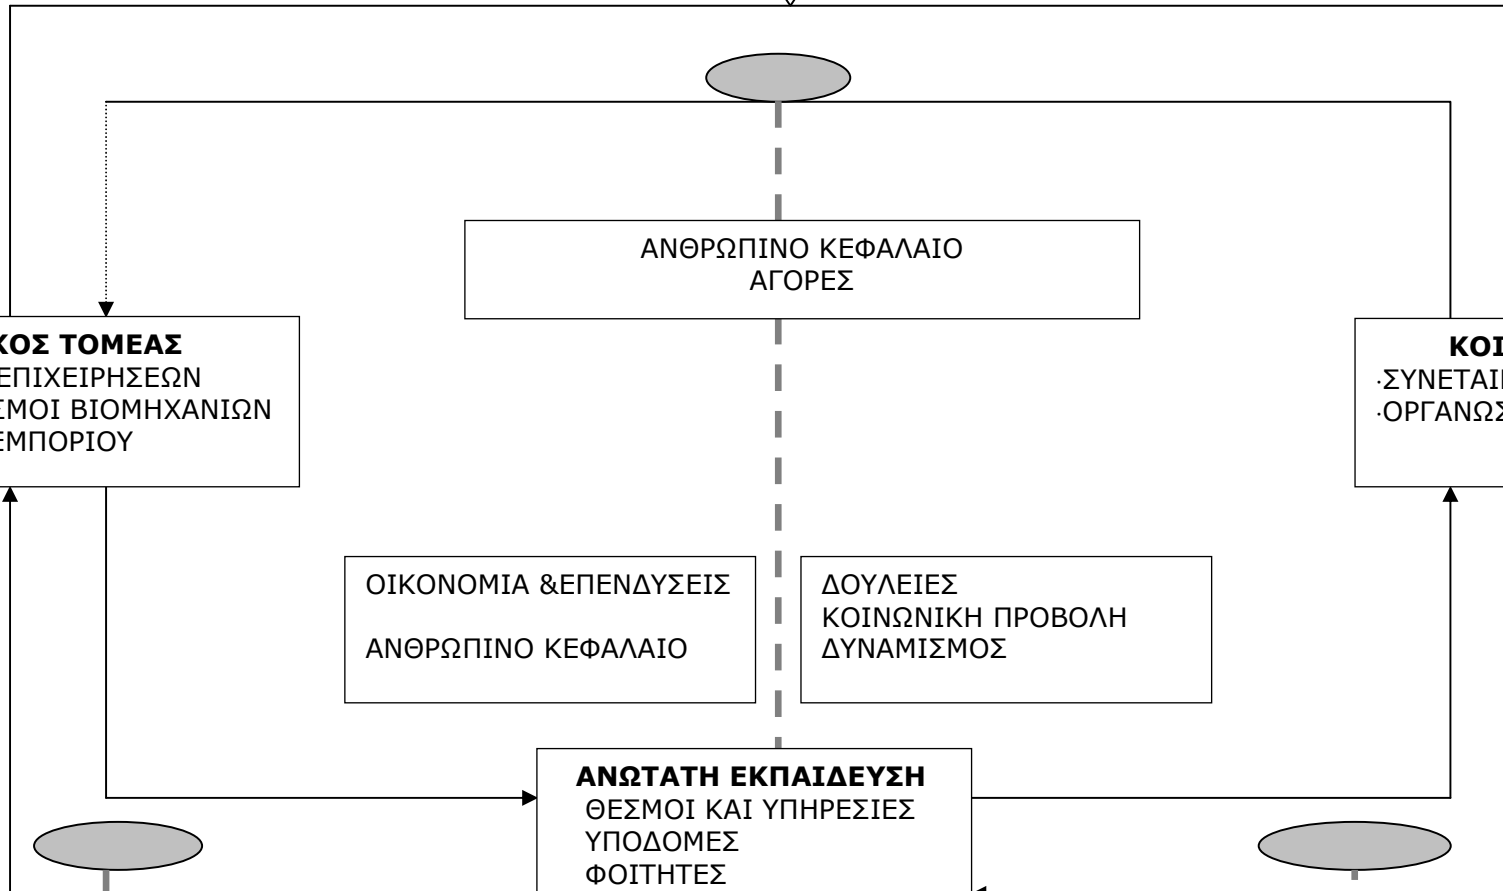 ΑΝΘΡΩΠΙΝΟ ΚΕΦΑΛΑΙΟ
ΑΓΟΡΕΣ
ΚΟΣ ΤΟΜΕΑΣ
ΕΠΙΧΕΙΡΗΣΕΩΝ
ΣΜΟΙ ΒΙΟΜΗΧΑΝΙΩΝ
ΕΜΠΟΡΙΟΥ
ΚΟΙ
·ΣΥΝΕΤΑΙ
·ΟΡΓΑΝΩΣ
ΟΙΚΟΝΟΜΙΑ &ΕΠΕΝΔΥΣΕΙΣ
ΑΝΘΡΩΠΙΝΟ ΚΕΦΑΛΑΙΟ
ΔΟΥΛΕΙΕΣ
ΚΟΙΝΩΝΙΚΗ ΠΡΟΒΟΛΗ
ΔΥΝΑΜΙΣΜΟΣ
ΑΝΩΤΑΤΗ ΕΚΠΑΙΔΕΥΣΗ
ΘΕΣΜΟΙ ΚΑΙ ΥΠΗΡΕΣΙΕΣ
ΥΠΟΔΟΜΕΣ
ΦΟΙΤΗΤΕΣ